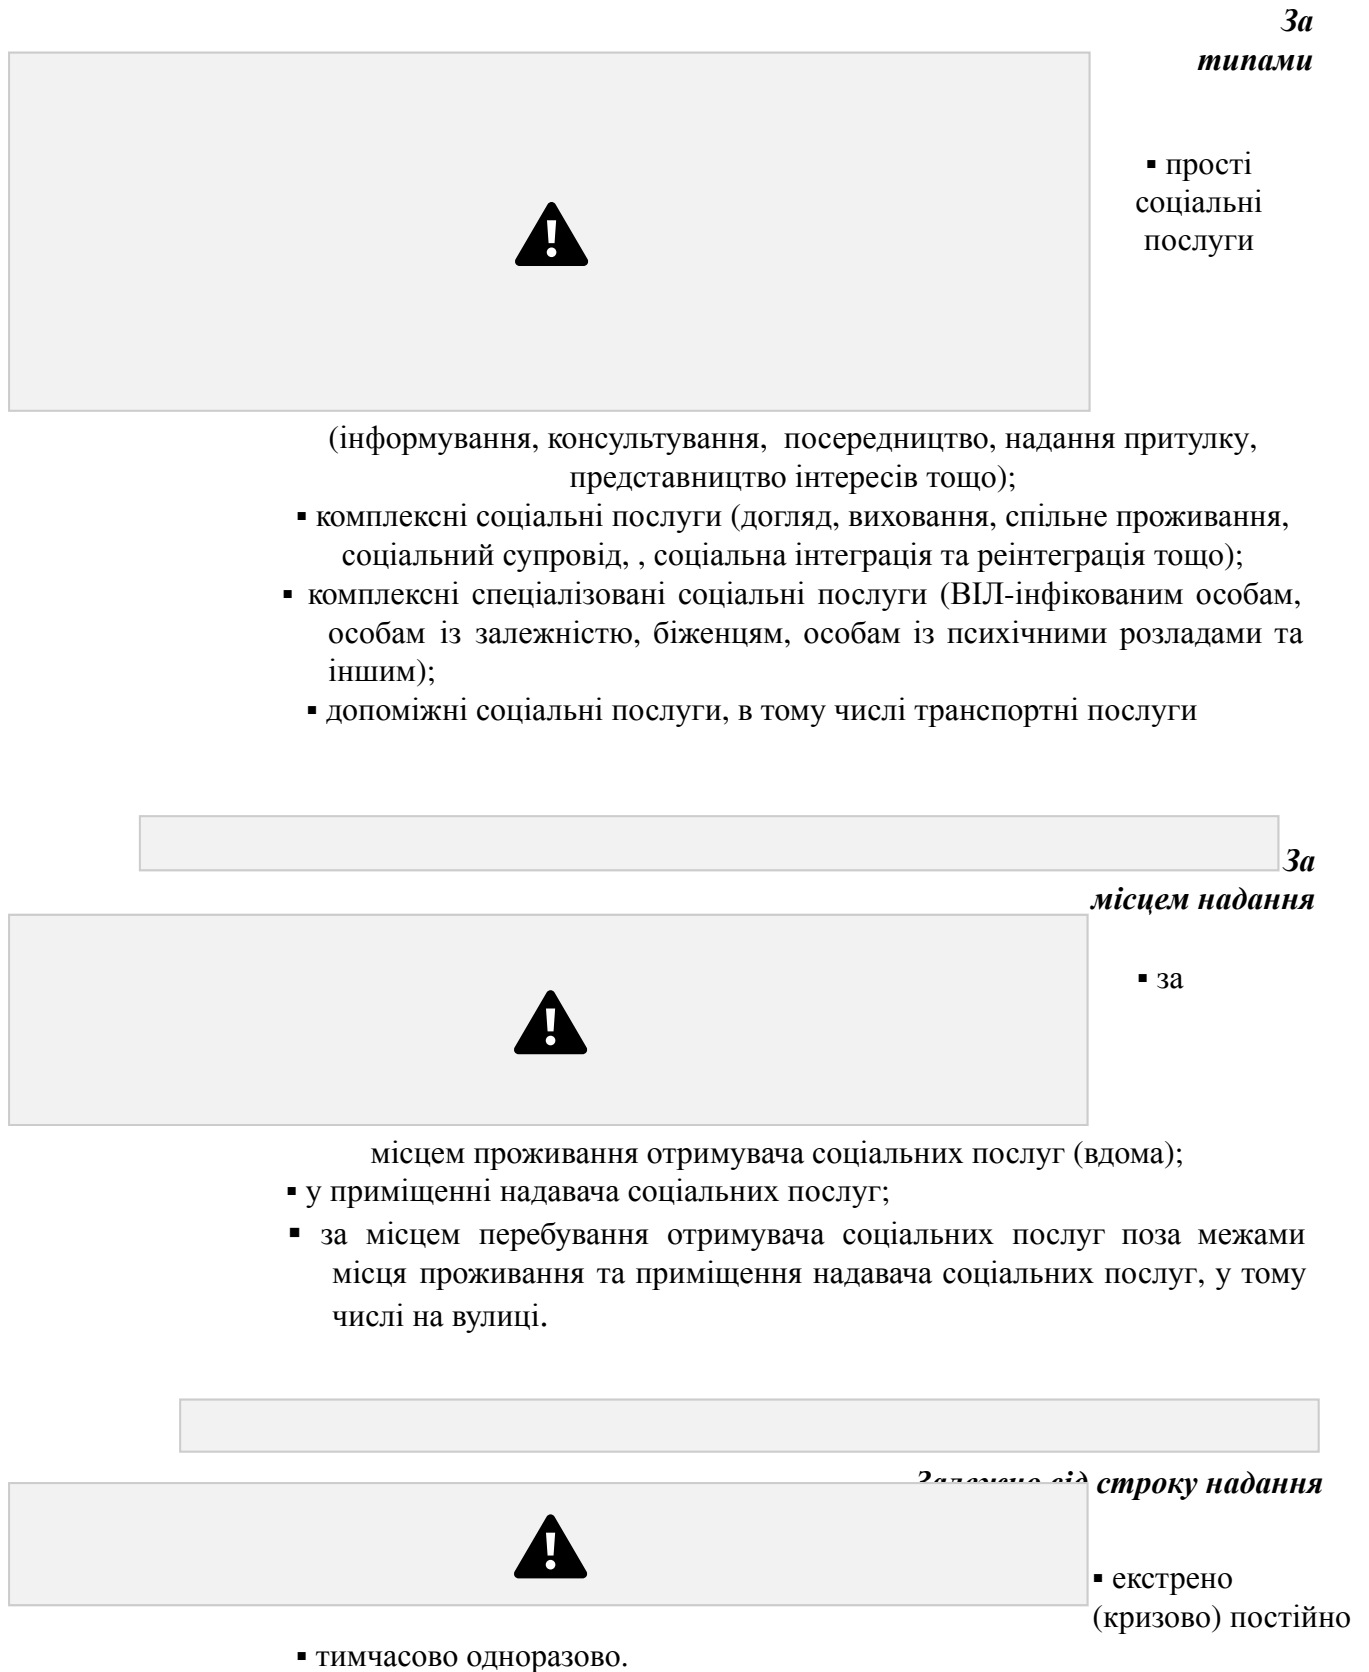 За
типами
▪ прості
соціальні
послуги
(інформування, консультування, посередництво, надання притулку,
представництво інтересів тощо);
▪ комплексні соціальні послуги (догляд, виховання, спільне проживання,
соціальний супровід, , соціальна інтеграція та реінтеграція тощо);
▪ комплексні спеціалізовані соціальні послуги (ВІЛ-інфікованим особам,
особам із залежністю, біженцям, особам із психічними розладами та
іншим);
▪ допоміжні соціальні послуги, в тому числі транспортні послуги
За
місцем надання
▪ за
місцем проживання отримувача соціальних послуг (вдома);
▪ у приміщенні надавача соціальних послуг;
▪ за місцем перебування отримувача соціальних послуг поза межами
місця проживання та приміщення надавача соціальних послуг, у тому
числі на вулиці.
Залежно від строку надання
▪ екстрено
(кризово) постійно
▪ тимчасово одноразово.